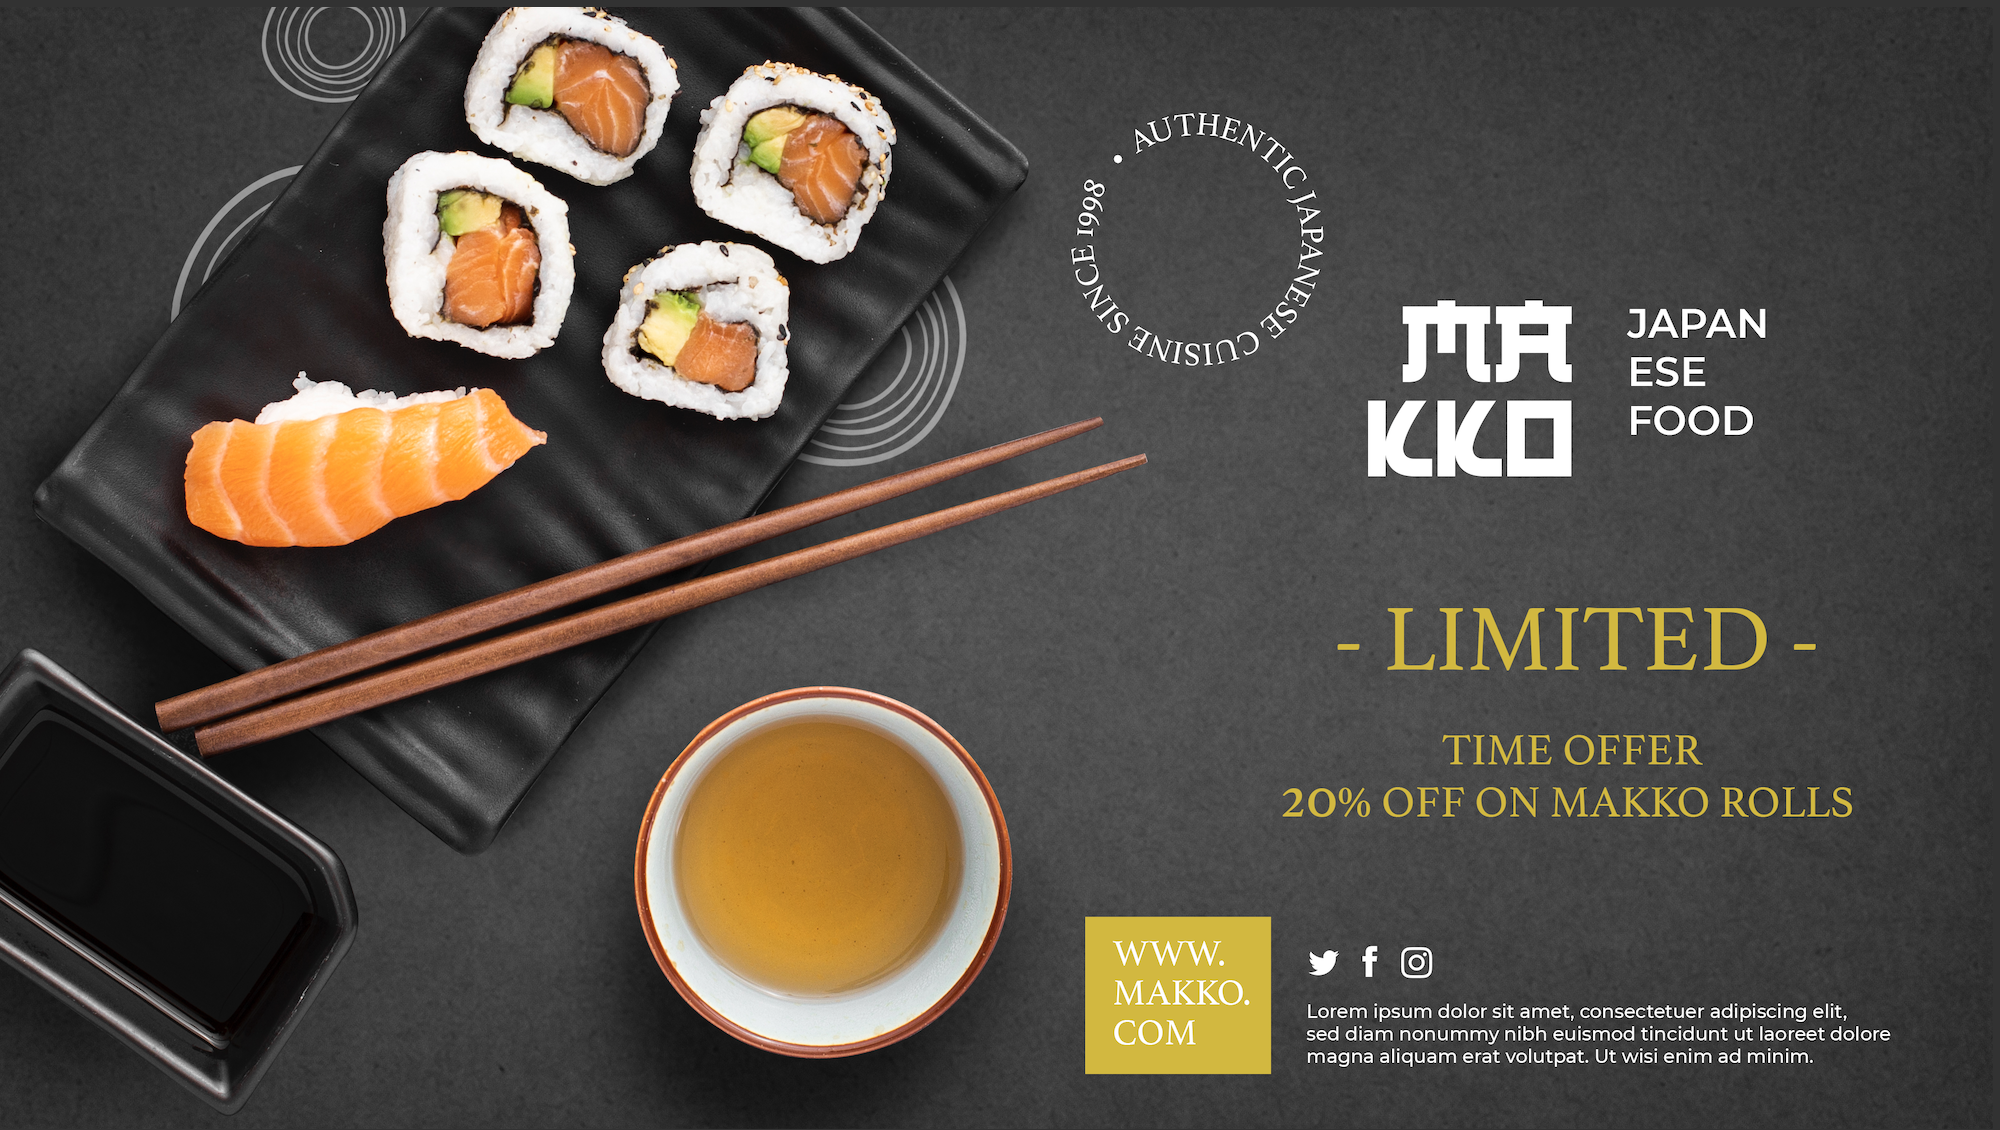 • AUTHENTIC JAPANESE CUISINE SINCE 1998
MA
KKO
JAPAN
ESE
FOOD
- LIMITED -
TIME OFFER
20% OFF ON MAKKO ROLLS
WWW.
MAKKO.
COM
Lorem ipsum dolor sit amet, consectetuer adipiscing elit,
sed diam nonummy nibh euismod tincidunt ut laoreet dolore
magna aliquam erat volutpat. Ut wisi enim ad minim.